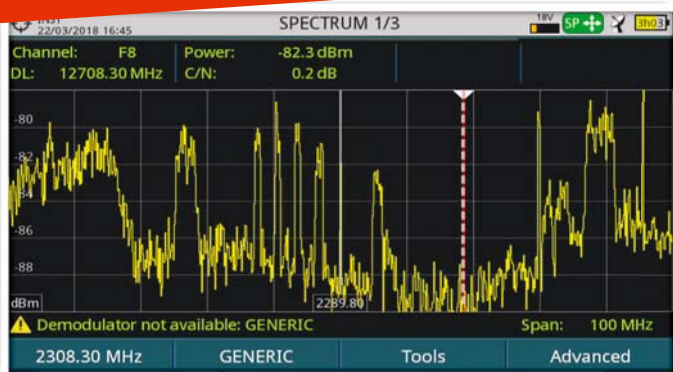 22/03/2018 16:45
SPECTRUM 1/3
18V
SP
3h03
Channel: F8 Power: -82.3 dBm
DL: 12708.30 MHz C/N: 0.2 dB
-80
-82
-84
-86
-88
dBm
2289.80
Demodulator not available: GENERIC Span: 100 MHz
2308.30 MHz GENERIC Tools Advanced